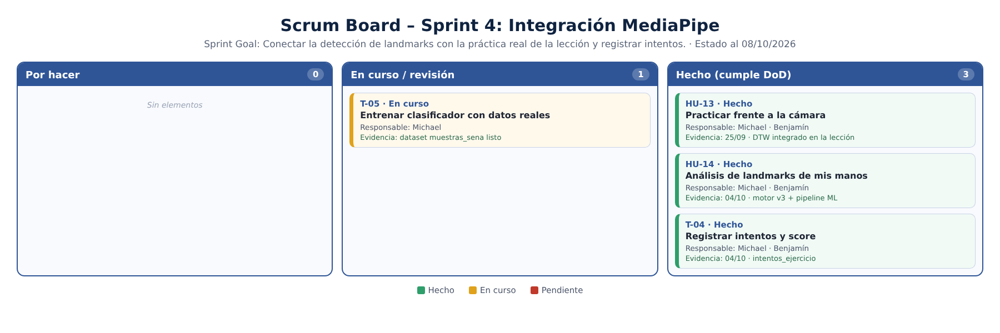 Scrum Board – Sprint 4: Integración MediaPipe
Sprint Goal: Conectar la detección de landmarks con la práctica real de la lección y registrar intentos. · Estado al 08/10/2026
Por hacer 0
Sin elementos
En curso / revisión 1
T-05 · En curso
Entrenar clasificador con datos reales
Responsable: Michael
Evidencia: dataset muestras_sena listo
Hecho (cumple DoD) 3
HU-13 · Hecho
Practicar frente a la cámara
Responsable: Michael · Benjamín
Evidencia: 25/09 · DTW integrado en la lección
HU-14 · Hecho
Análisis de landmarks de mis manos
Responsable: Michael · Benjamín
Evidencia: 04/10 · motor v3 + pipeline ML
T-04 · Hecho
Registrar intentos y score
Responsable: Michael · Benjamín
Evidencia: 04/10 · intentos_ejercicio
Hecho En curso Pendiente